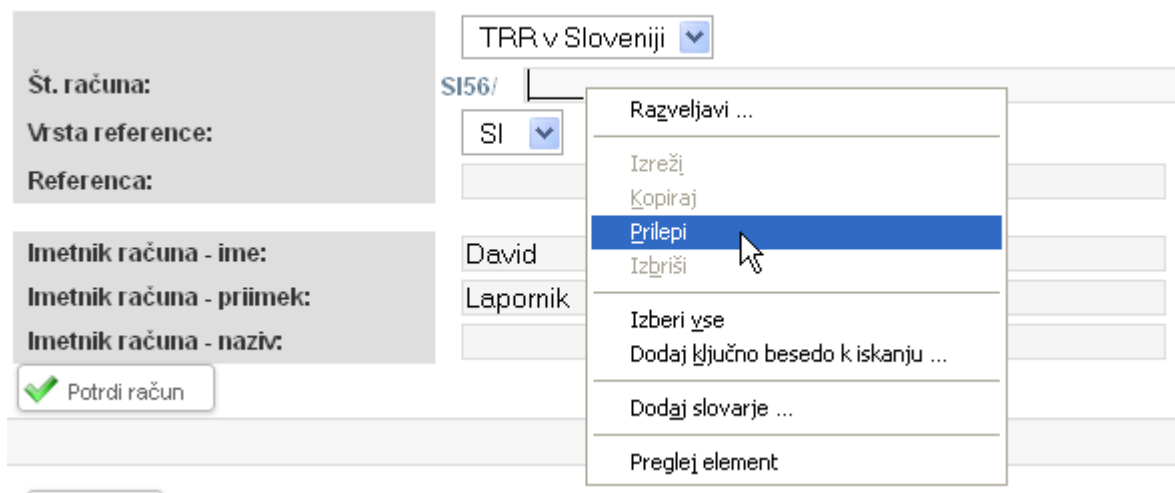 TRR v Sloveniji
Št. računa: SI56/
Vrsta reference: SI
Referenca:
Imetnik računa - ime: David
Imetnik računa - priimek: Lapornik
Imetnik računa - naziv:
Potrdi račun
Razveljavi ...
Izreži
Kopiraj
Prilepi
Izbriši
Izberi vse
Dodaj ključno besedo k iskanju ...
Dodaj slovarje ...
Preglej element